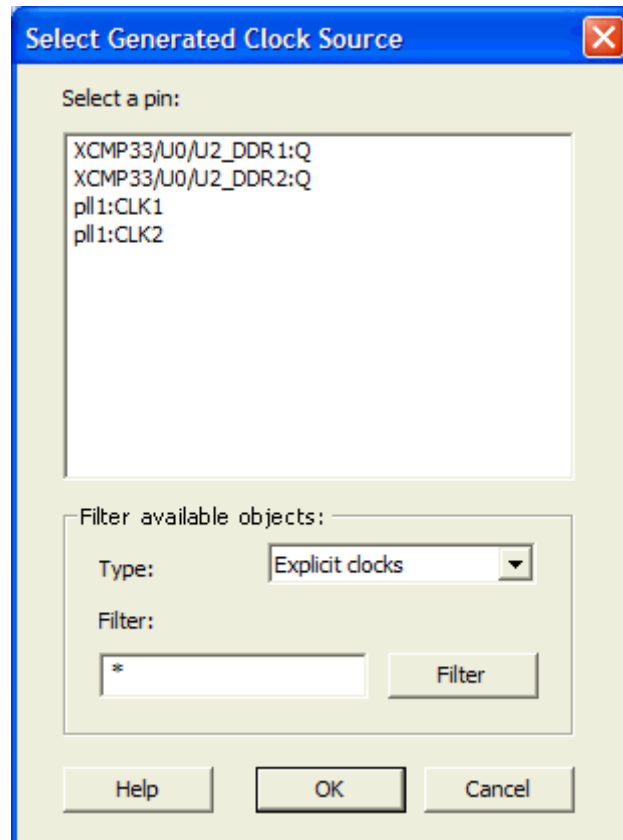 Select Generated Clock Source
Select a pin:
XCMP33/U0/U2_DDR1:Q
XCMP33/U0/U2_DDR2:Q
pll1:CLK1
pll1:CLK2
Filter available objects:
Type: Explicit clocks
Filter:
* Filter
Help OK Cancel